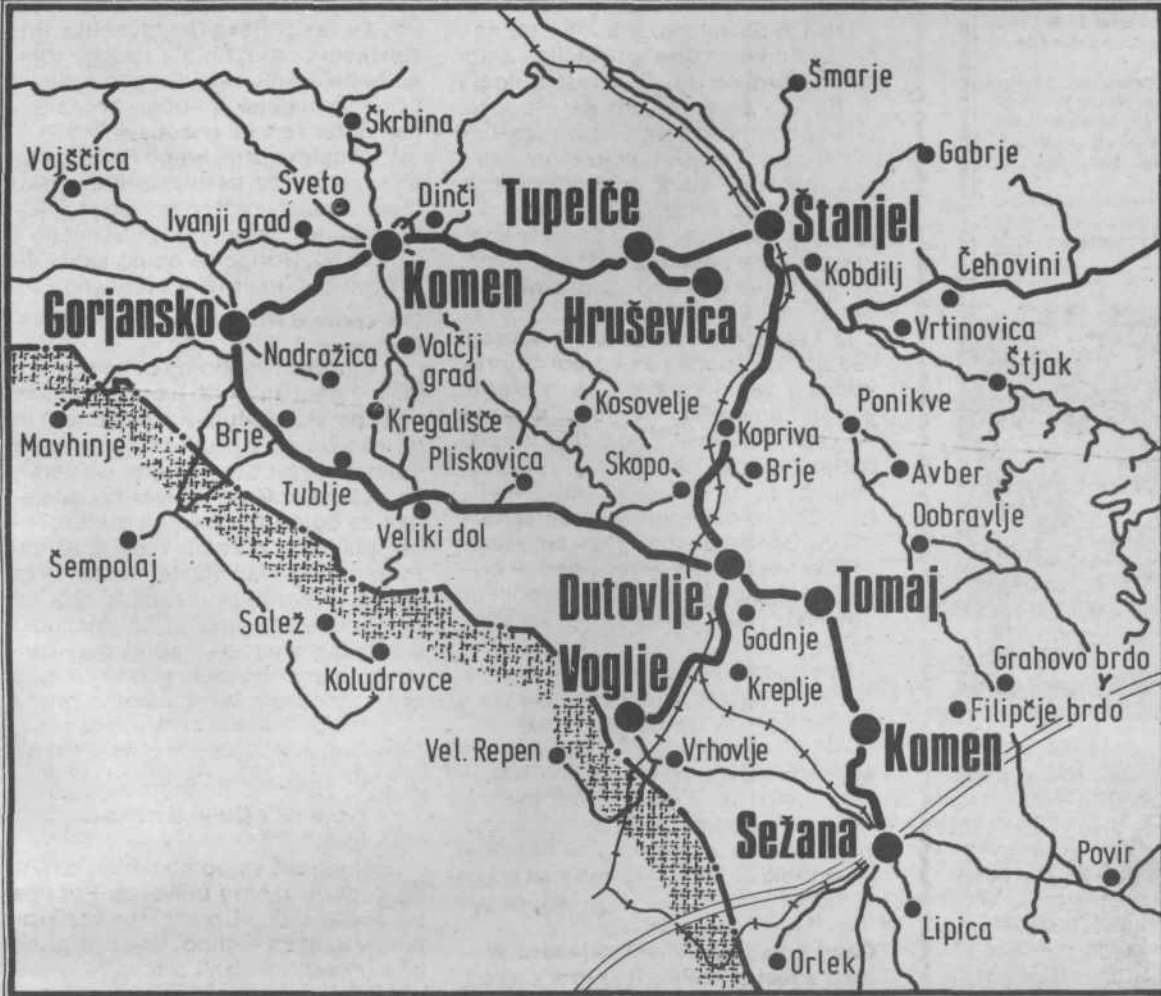 Šmarje
Škrbina
Vojščica
Gabrje
Sveto
Dinči
Tupelče
Štanjel
Ivanji grad
Kobdilj
Čehovini
Komen
Gorjansko
Hruševica
Vrtinovica
Nadrožica
Volčji
grad
Štjak
Kosovelje
Ponikve
Mavhinje
Brje
Kregališče
Kopriva
Pliskovica
Skopo
Brje
Avber
Tublje
Dobravlje
Veliki dol
Sempolaj
Dutovlje
Tomaj
Salež
Godnje
Koludrovce
Voglje
Kreplje
Grahovo brdo
Filipčje brdo
Vel. Repen
Vrhovlje
Komen
Sežana
Povir
Lipica
Orlek